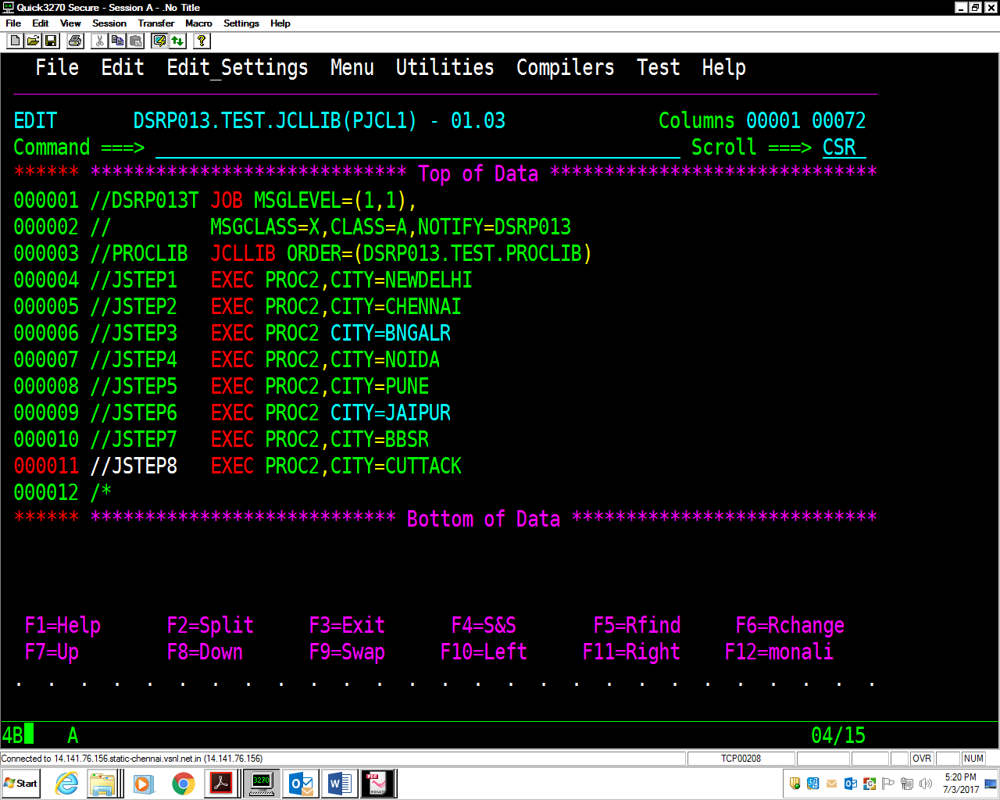 Quick3270 Secure - Session A - .No Title
File Edit View Session Transfer Macro Settings Help
File Edit Edit_Settings Menu Utilities Compilers Test Help
EDIT DSRP013.TEST.JCLLIB(PJCL1) - 01.03 Columns 00001 00072
Command ===> Scroll ===> CSR
****** ***************************** Top of Data ******************************
000001 //DSRP013T JOB MSGLEVEL=(1,1),
000002 // MSGCLASS=X,CLASS=A,NOTIFY=DSRP013
000003 //PROCLIB JCLLIB ORDER=(DSRP013.TEST.PROCLIB)
000004 //JSTEP1 EXEC PROC2,CITY=NEWDELHI
000005 //JSTEP2 EXEC PROC2,CITY=CHENNAI
000006 //JSTEP3 EXEC PROC2 CITY=BNGALR
000007 //JSTEP4 EXEC PROC2,CITY=NOIDA
000008 //JSTEP5 EXEC PROC2,CITY=PUNE
000009 //JSTEP6 EXEC PROC2 CITY=JAIPUR
000010 //JSTEP7 EXEC PROC2,CITY=BBSR
000011 //JSTEP8 EXEC PROC2,CITY=CUTTACK
000012 /*
****** **************************** Bottom of Data ****************************
F1=Help F2=Split F3=Exit F4=S&S F5=Rfind F6=Rchange
F7=Up F8=Down F9=Swap F10=Left F11=Right F12=monali
. . . . . . . . . . . . . . . . . . . . . . . . . . .
4B A 04/15
Connected to 14.141.76.156.static-chennai.vsnl.net.in (14.141.76.156) TCP00208 OVR NUM
Start 3270 5:20 PM
7/3/2017